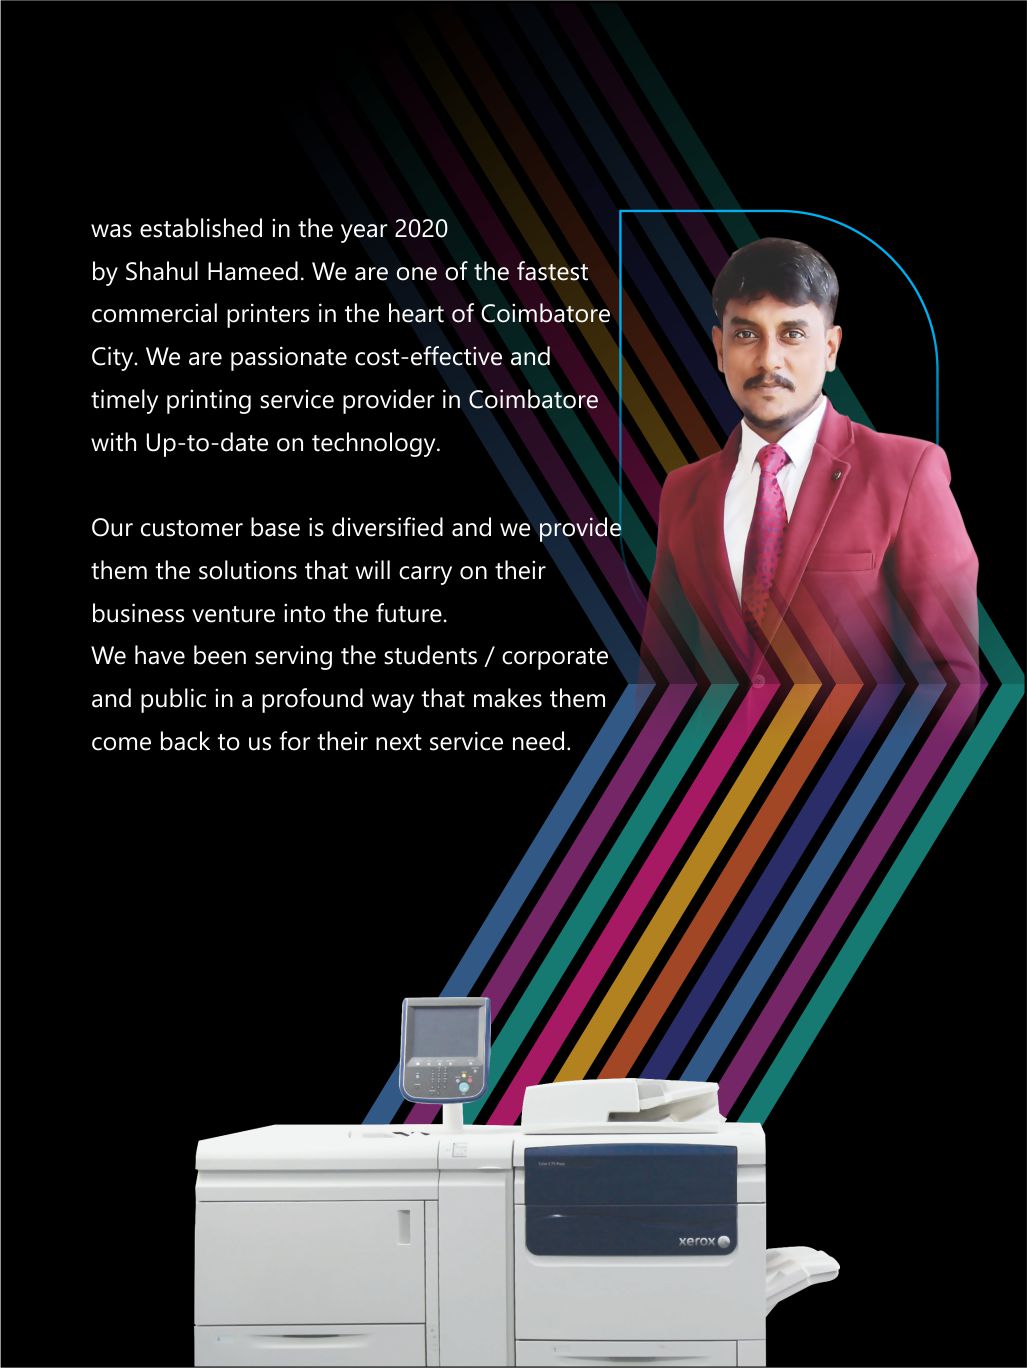 was established in the year 2020
by Shahul Hameed. We are one of the fastest
commercial printers in the heart of Coimbatore
City. We are passionate cost-effective and
timely printing service provider in Coimbatore
with Up-to-date on technology.
Our customer base is diversified and we provide
them the solutions that will carry on their
business venture into the future.
We have been serving the students / corporate
and public in a profound way that makes them
come back to us for their next service need.
xerox